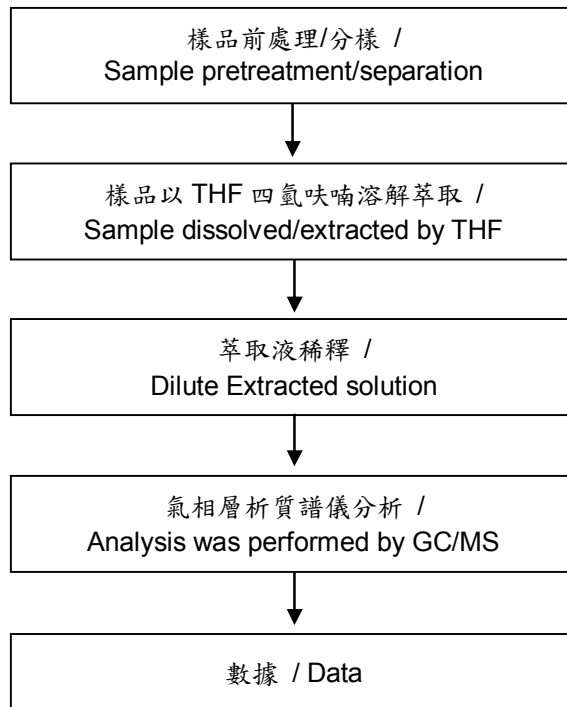 樣品前處理/分樣 /
Sample pretreatment/separation
樣品以 THF 四氫呋喃溶解萃取 /
Sample dissolved/extracted by THF
萃取液稀釋 /
Dilute Extracted solution
氣相層析質譜儀分析 /
Analysis was performed by GC/MS
數據 / Data